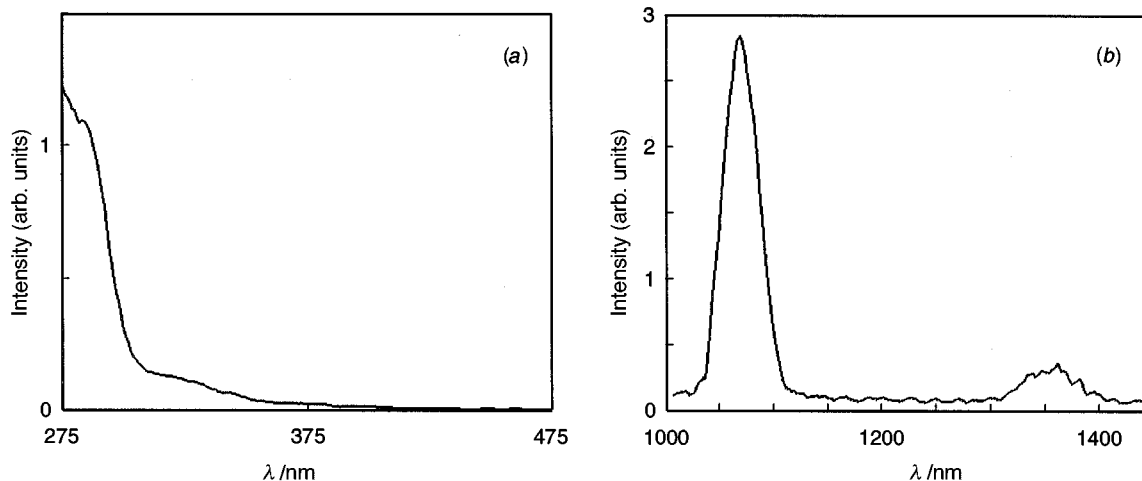 (a)
1
0
Intensity (arb. units)
275
375
475
λ /nm
(b)
3
2
1
0
Intensity (arb. units)
1000
1200
1400
λ /nm